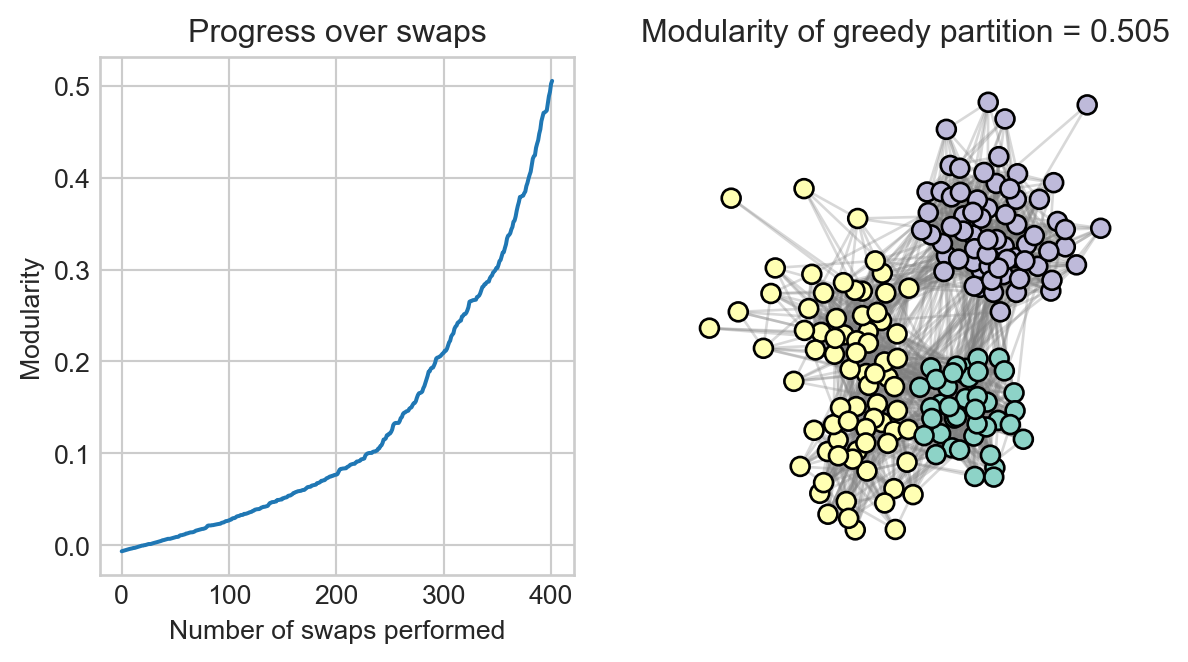 Progress over swaps
Modularity of greedy partition = 0.505
0.5
0.4
0.3
0.2
0.1
0.0
Modularity
0 100 200 300 400
Number of swaps performed